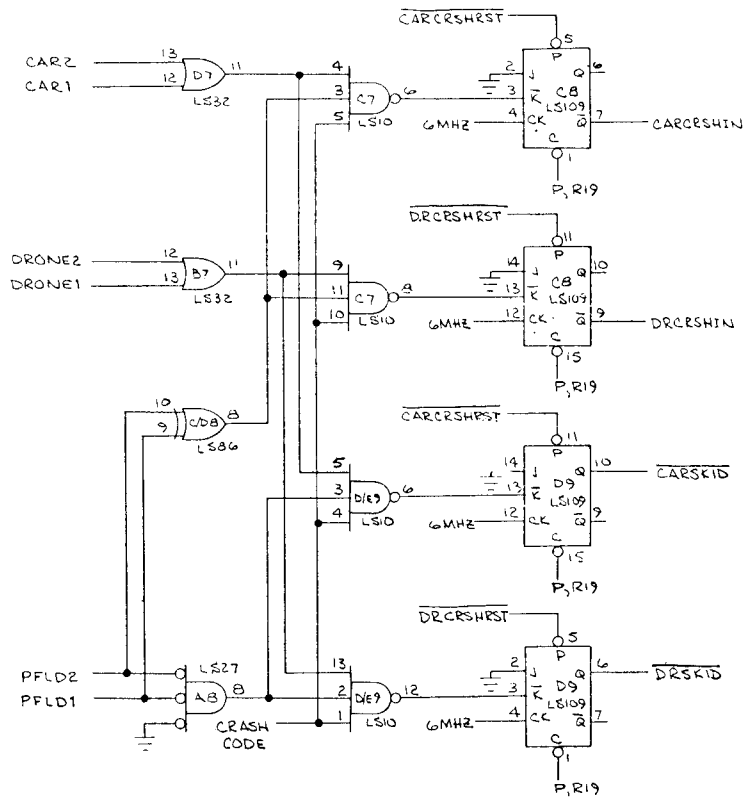 CARCRSHRST
5
P
CAR2 13
D7 11
CAR1 12
LS32
4
3 C7 6
5
LS10
2 J Q 6
3 K C8
LS109
6MHZ 4 CK Q 7 CARCRSHIN
C
1
P, R19
DRCRSHRST
11
P
DRONE2 12
B7 11
DRONE1 13
LS32
9
11 C7 8
10
LS10
14 J Q 10
13 K C8
LS109
6MHZ 12 CK Q 9 DRCRSHIN
C
15
P, R19
10
C/D8 8
9
LS86
CARCRSHRST
11
P
5
3 D/E9 6
4
LS10
14 J Q 10 CARSKID
13 K D9
LS109
6MHZ 12 CK Q 9
C
15
P, R19
DRCRSHRST
5
P
PFLD2
LS27
PFLD1
A8 8
CRASH
CODE
13
2 D/E9 12
1
LS10
2 J Q 6 DRSKID
3 K D9
LS109
6MHZ 4 CK Q 7
C
1
P, R19